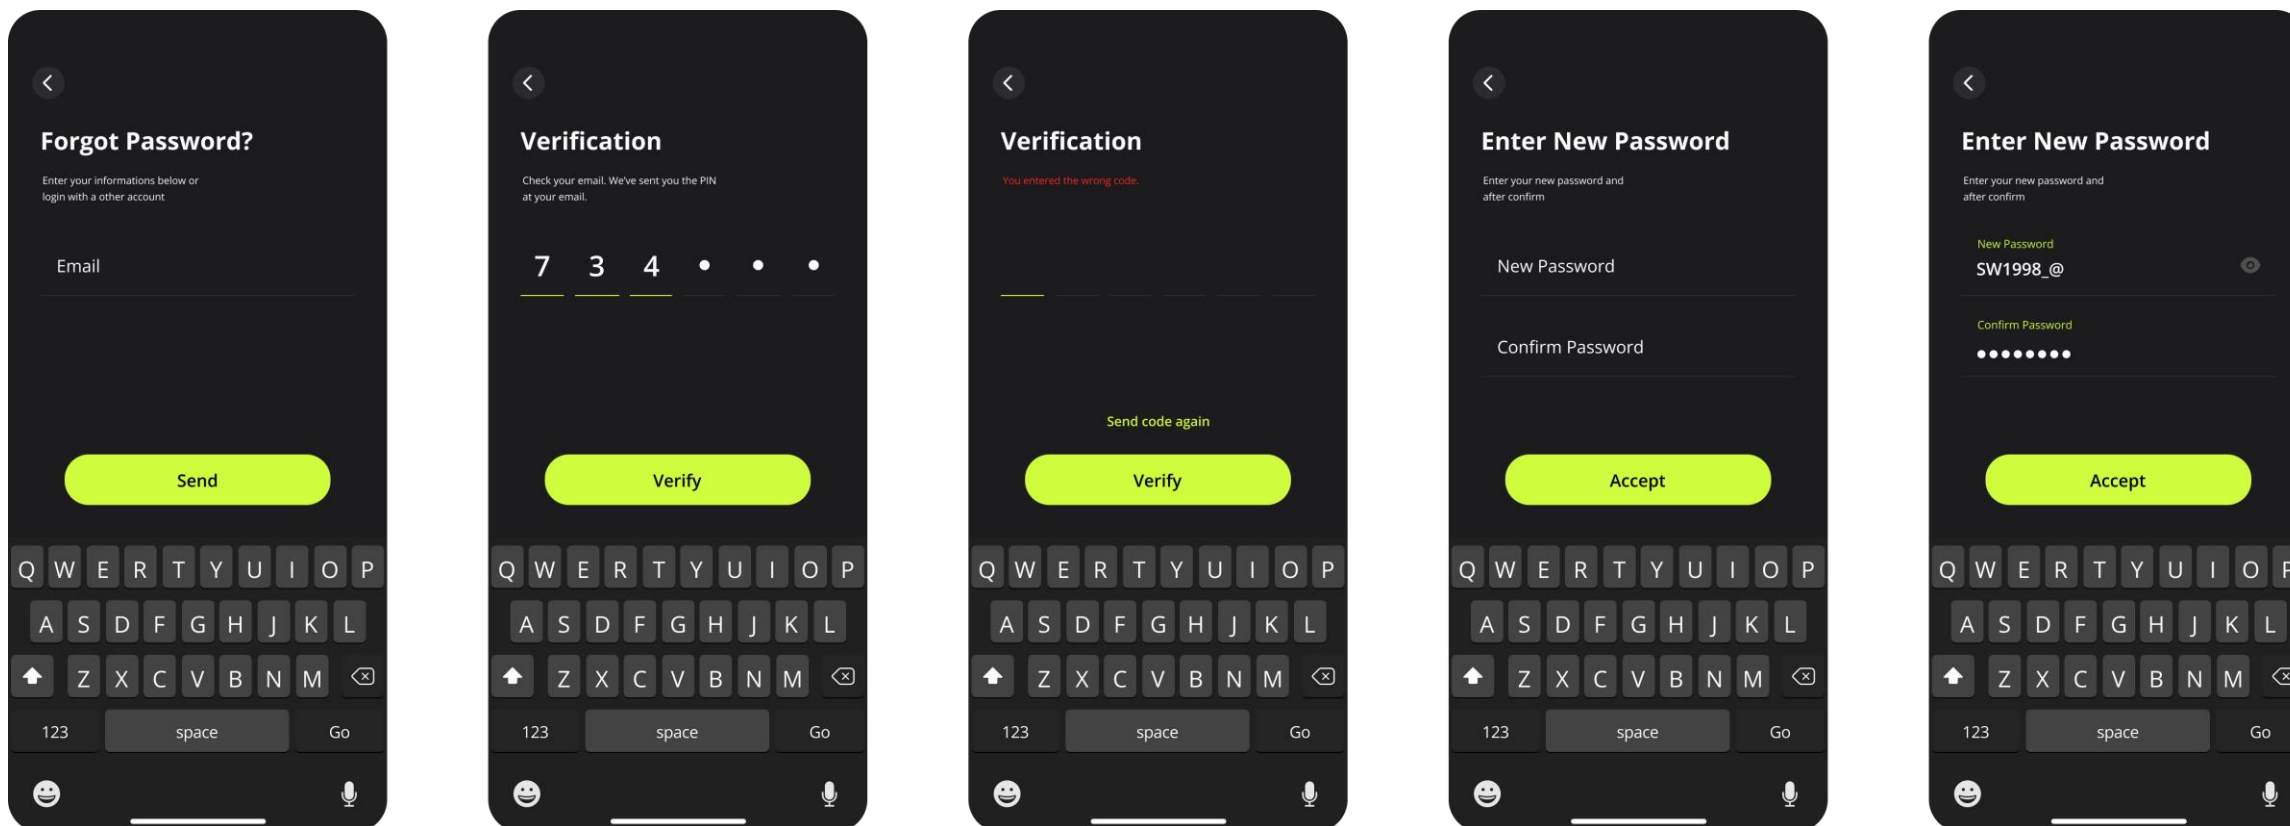 Forgot Password?
Enter your informations below or
login with a other account
Email
Send
Q W E R T Y U I O P
A S D F G H J K L
Z X C V B N M
123 space Go
Verification
Check your email. We've sent you the PIN
at your email.
7 3 4 • • •
Verify
Q W E R T Y U I O P
A S D F G H J K L
Z X C V B N M
123 space Go
Verification
You entered the wrong code.
Send code again
Verify
Q W E R T Y U I O P
A S D F G H J K L
Z X C V B N M
123 space Go
Enter New Password
Enter your new password and
after confirm
New Password
Confirm Password
Accept
Q W E R T Y U I O P
A S D F G H J K L
Z X C V B N M
123 space Go
Enter New Password
Enter your new password and
after confirm
New Password
SW1998_@
Confirm Password
••••••••
Accept
Q W E R T Y U I O P
A S D F G H J K L
Z X C V B N M
123 space Go